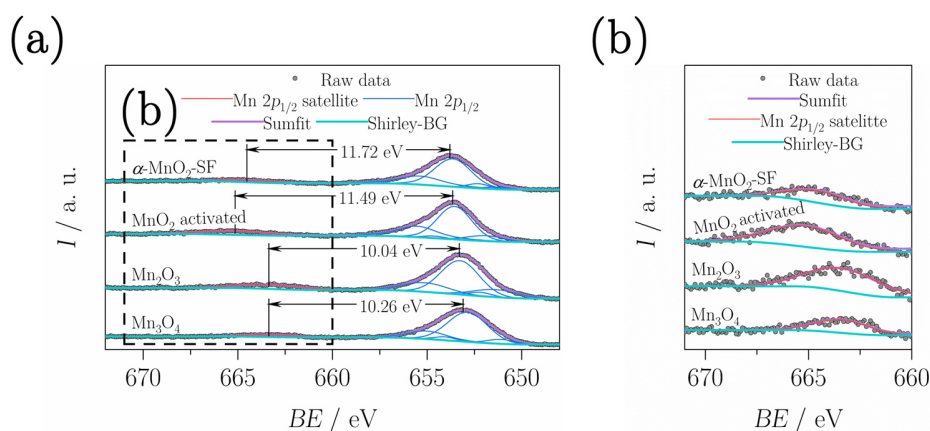 (a)
Raw data
Mn 2p1/2 satellite Mn 2p1/2
Sumfit Shirley-BG
(b)
α-MnO2-SF
11.72 eV
MnO2 activated
11.49 eV
Mn2O3
10.04 eV
Mn3O4
10.26 eV
I / a. u.
670 665 660 655 650
BE / eV
(b)
Raw data
Sumfit
Mn 2p1/2 satelitte
Shirley-BG
α-MnO2-SF
MnO2 activated
Mn2O3
Mn3O4
I / a. u.
670 665 660
BE / eV